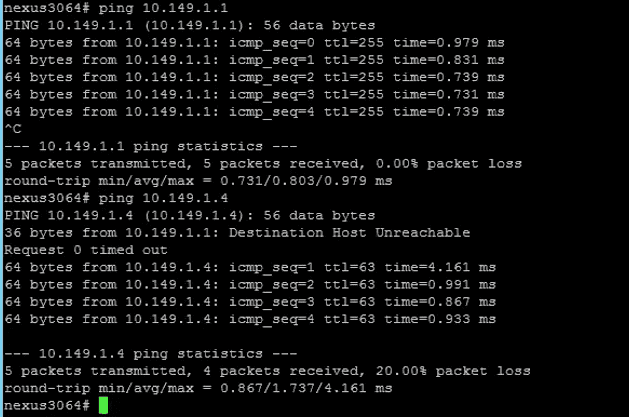 nexus3064# ping 10.149.1.1
PING 10.149.1.1 (10.149.1.1): 56 data bytes
64 bytes from 10.149.1.1: icmp_seq=0 ttl=255 time=0.979 ms
64 bytes from 10.149.1.1: icmp_seq=1 ttl=255 time=0.831 ms
64 bytes from 10.149.1.1: icmp_seq=2 ttl=255 time=0.739 ms
64 bytes from 10.149.1.1: icmp_seq=3 ttl=255 time=0.731 ms
64 bytes from 10.149.1.1: icmp_seq=4 ttl=255 time=0.739 ms
^C
--- 10.149.1.1 ping statistics ---
5 packets transmitted, 5 packets received, 0.00% packet loss
round-trip min/avg/max = 0.731/0.803/0.979 ms
nexus3064# ping 10.149.1.4
PING 10.149.1.4 (10.149.1.4): 56 data bytes
36 bytes from 10.149.1.1: Destination Host Unreachable
Request 0 timed out
64 bytes from 10.149.1.4: icmp_seq=1 ttl=63 time=4.161 ms
64 bytes from 10.149.1.4: icmp_seq=2 ttl=63 time=0.991 ms
64 bytes from 10.149.1.4: icmp_seq=3 ttl=63 time=0.867 ms
64 bytes from 10.149.1.4: icmp_seq=4 ttl=63 time=0.933 ms
--- 10.149.1.4 ping statistics ---
5 packets transmitted, 4 packets received, 20.00% packet loss
round-trip min/avg/max = 0.867/1.737/4.161 ms
nexus3064#